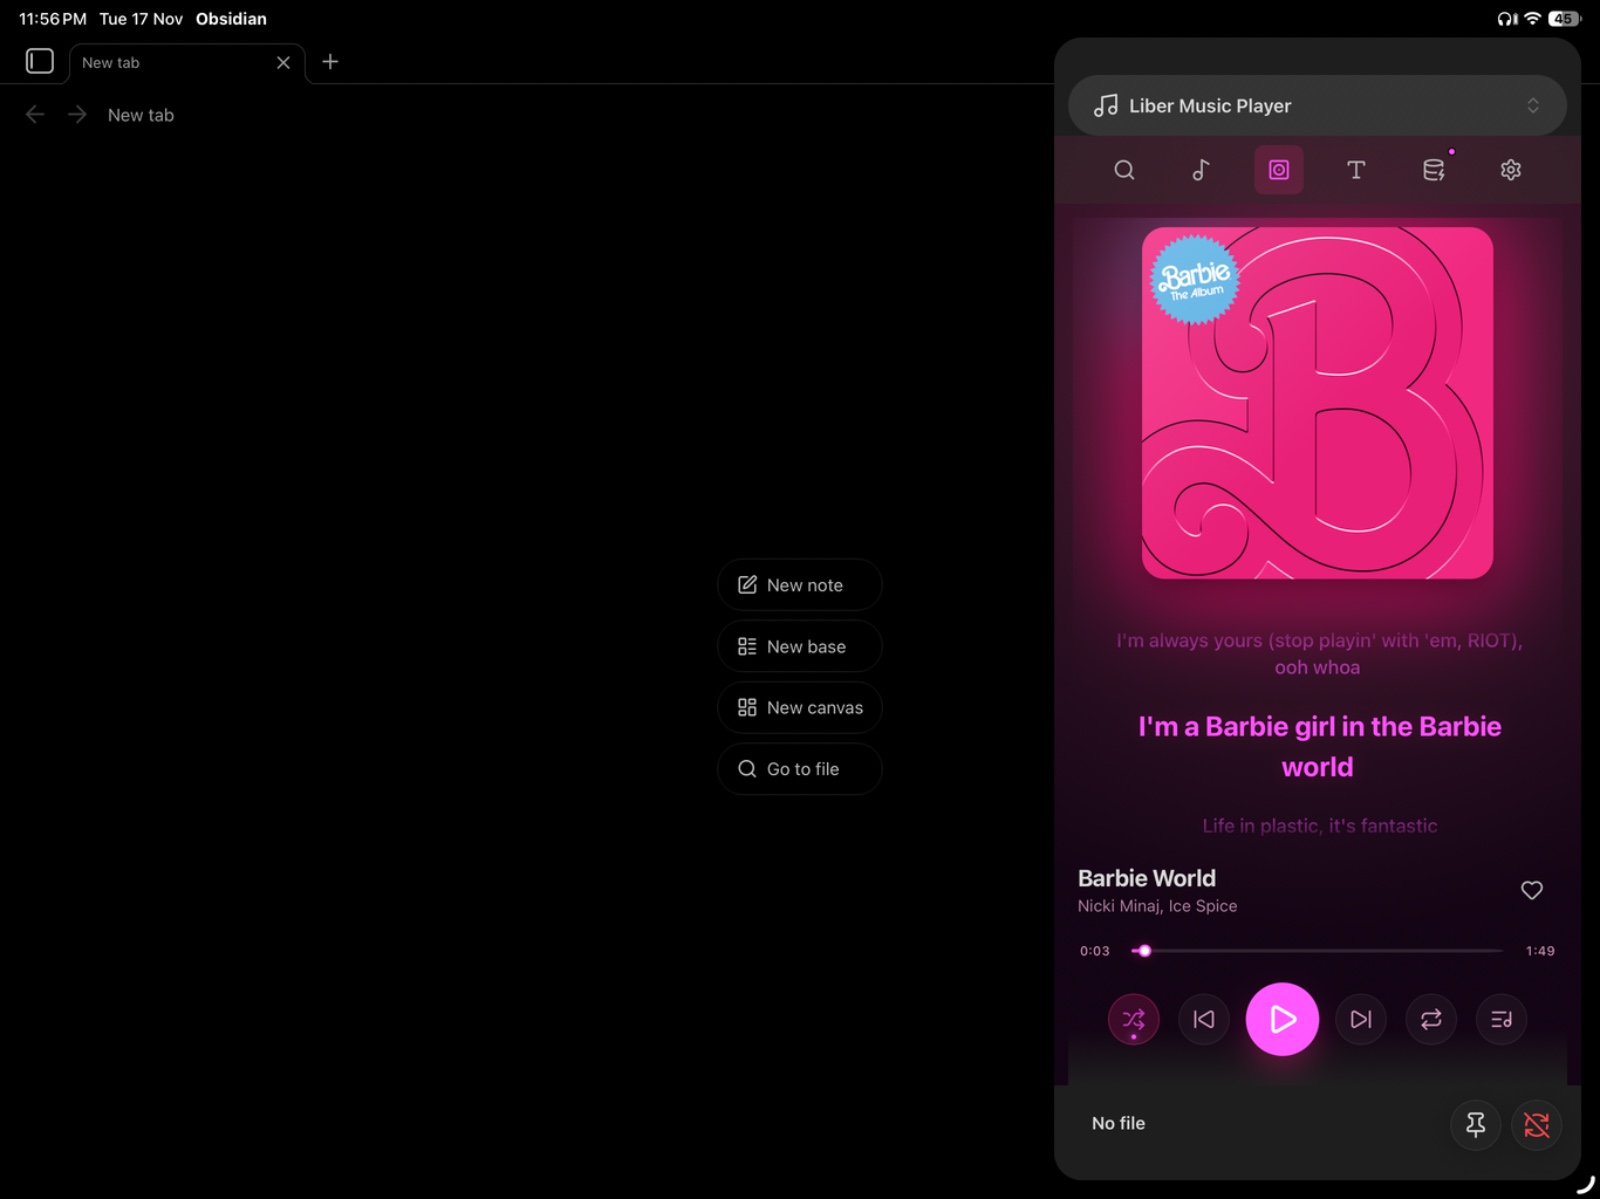 11:56 PM Tue 17 Nov Obsidian
45
New tab
New tab
Liber Music Player
Barbie
The Album
New note
New base
New canvas
Go to file
I'm always yours (stop playin' with 'em, RIOT),
ooh whoa
I'm a Barbie girl in the Barbie
world
Life in plastic, it's fantastic
Barbie World
Nicki Minaj, Ice Spice
0:03
1:49
No file